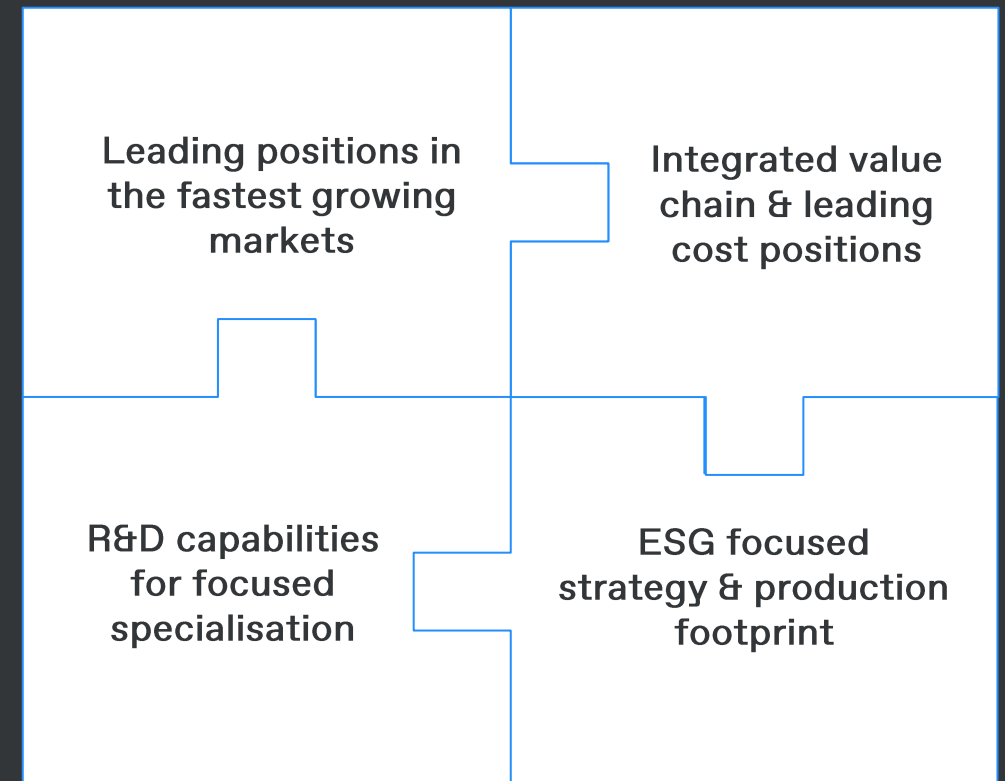 Leading positions in
the fastest growing
markets
Integrated value
chain & leading
cost positions
R&D capabilities
for focused
specialisation
ESG focused
strategy & production
footprint